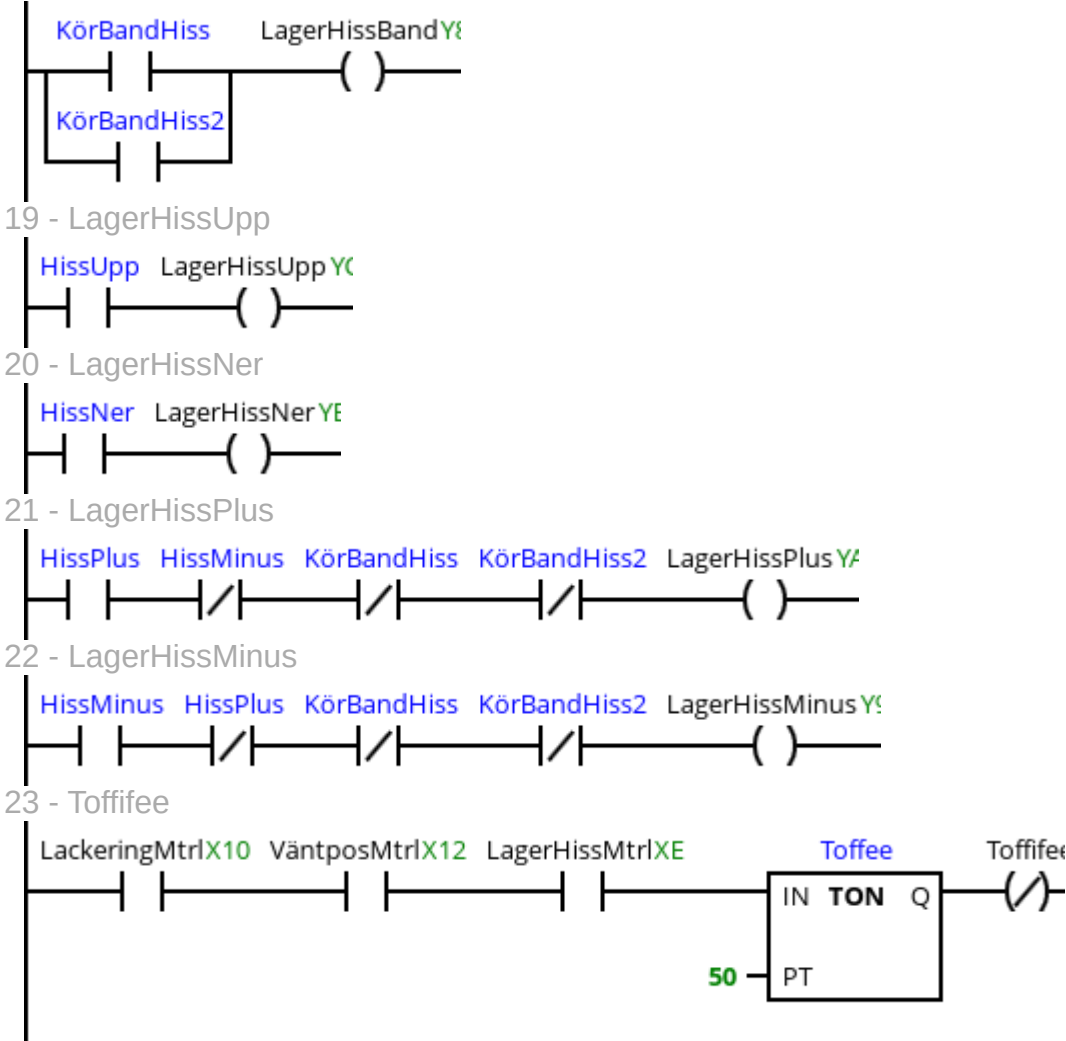 KörBandHiss LagerHissBand
KörBandHiss2
19 - LagerHissUpp
HissUpp LagerHissUpp
20 - LagerHissNer
HissNer LagerHissNer
21 - LagerHissPlus
HissPlus HissMinus KörBandHiss KörBandHiss2 LagerHissPlus
22 - LagerHissMinus
HissMinus HissPlus KörBandHiss KörBandHiss2 LagerHissMinus
23 - Toffifee
LackeringMtrlX10 VäntposMtrlX12 LagerHissMtrlXE Toffee Toffifee
IN TON Q
50 PT